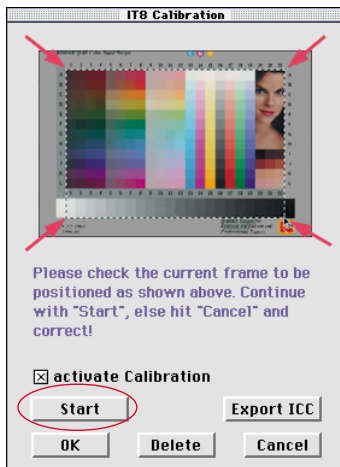 IT8 Calibration
Please check the current frame to be
positioned as shown above. Continue
with "Start", else hit "Cancel" and
correct!
activate Calibration
Start
Export ICC
OK
Delete
Cancel